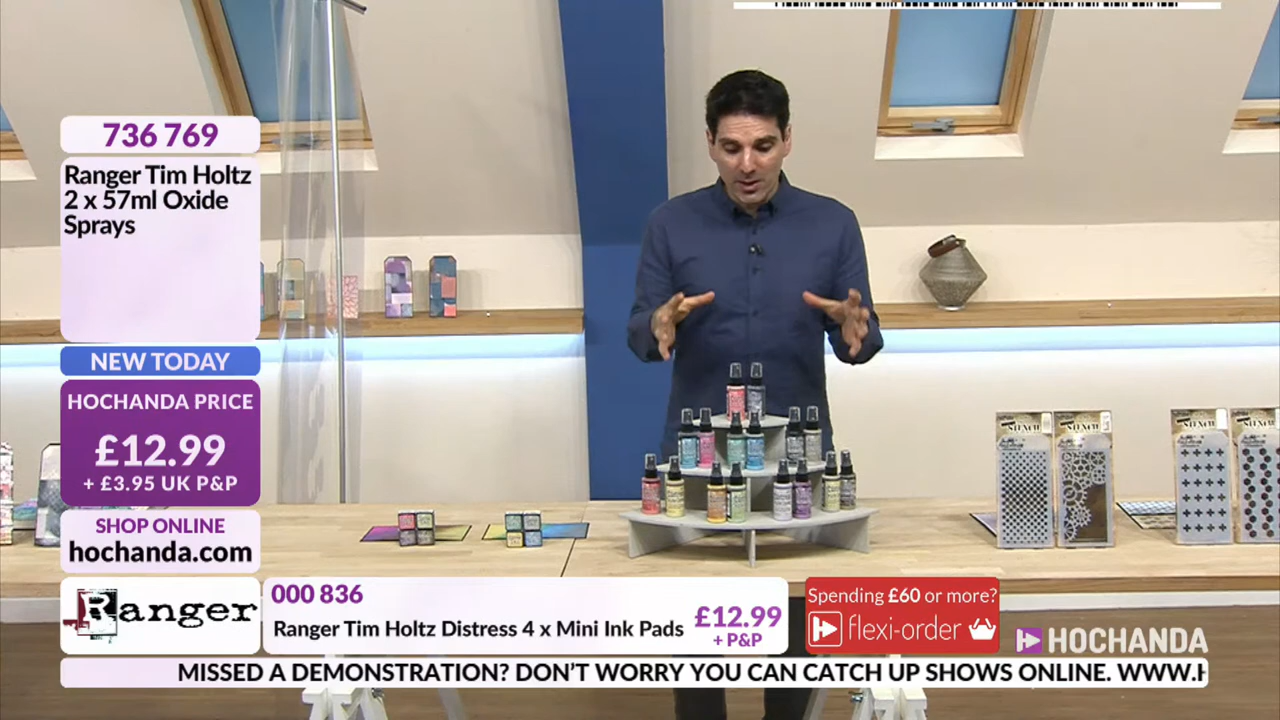 736 769
Ranger Tim Holtz
2 x 57ml Oxide
Sprays
NEW TODAY
HOCHANDA PRICE
£12.99
+ £3.95 UK P&P
SHOP ONLINE
hochanda.com
Ranger
000 836
Ranger Tim Holtz Distress 4 x Mini Ink Pads
£12.99
+ P&P
Spending £60 or more?
flexi-order
HOCHANDA
MISSED A DEMONSTRATION? DON'T WORRY YOU CAN CATCH UP SHOWS ONLINE. WWW.H